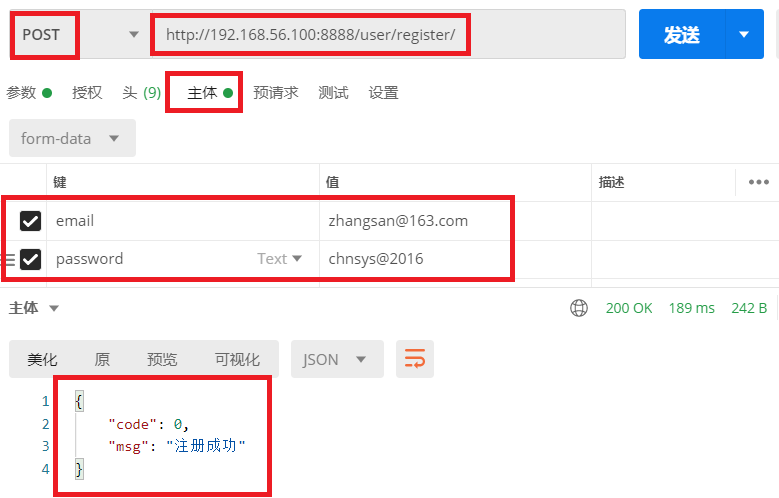 POST http://192.168.56.100:8888/user/register/ 发送
参数 授权 头 (9) 主体 预请求 测试 设置
form-data
键 值 描述
email zhangsan@163.com
password Text chnsys@2016
主体 200 OK 189 ms 242 B
美化 原 预览 可视化 JSON
1 {
2 "code": 0,
3 "msg": "注册成功"
4 }